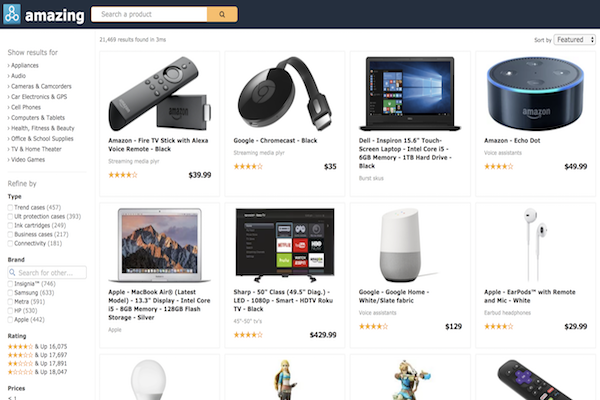 amazing
Search a product
21,469 results found in 3ms
Sort by Featured
Show results for
› Appliances
› Audio
› Cameras & Camcorders
› Car Electronics & GPS
› Cell Phones
› Computers & Tablets
› Health, Fitness & Beauty
› Office & School Supplies
› TV & Home Theater
› Video Games
Refine by
Type
Trend cases (457)
Ult protection cases (393)
Ink cartridges (249)
Business cases (217)
Connectivity (181)
Brand
Search for other....
Insignia™ (746)
Samsung (633)
Metra (591)
HP (530)
Apple (442)
Rating
& Up 16,075
& Up 17,697
& Up 17,891
& Up 18,047
Prices
amazon
Amazon - Fire TV Stick with Alexa
Voice Remote - Black
Streaming media plyr
$39.99
Google - Chromecast - Black
Streaming media plyr
$35
Dell - Inspiron 15.6" Touch-
Screen Laptop - Intel Core i5 -
6GB Memory - 1TB Hard Drive -
Black
Burst skus
amazon
Amazon - Echo Dot
Voice assistants
$49.99
Apple - MacBook Air® (Latest
Model) - 13.3" Display - Intel Core
i5 - 8GB Memory - 128GB Flash
Storage - Silver
Apple
NETFLIX
Sharp - 50" Class (49.5" Diag.) -
LED - 1080p - Smart - HDTV Roku
TV - Black
45"-50" tv's
$429.99
Google - Google Home -
White/Slate fabric
Voice assistants
$129
Apple - EarPods™ with Remote
and Mic - White
Earbud headphones
$29.99